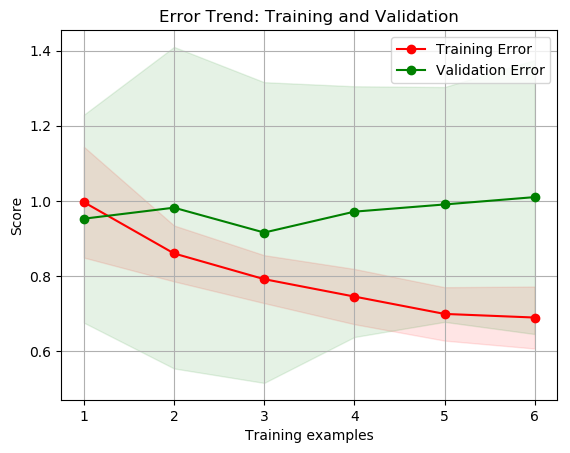 Error Trend: Training and Validation
Training Error
Validation Error
1.4
1.2
1.0
0.8
0.6
Score
1 2 3 4 5 6
Training examples